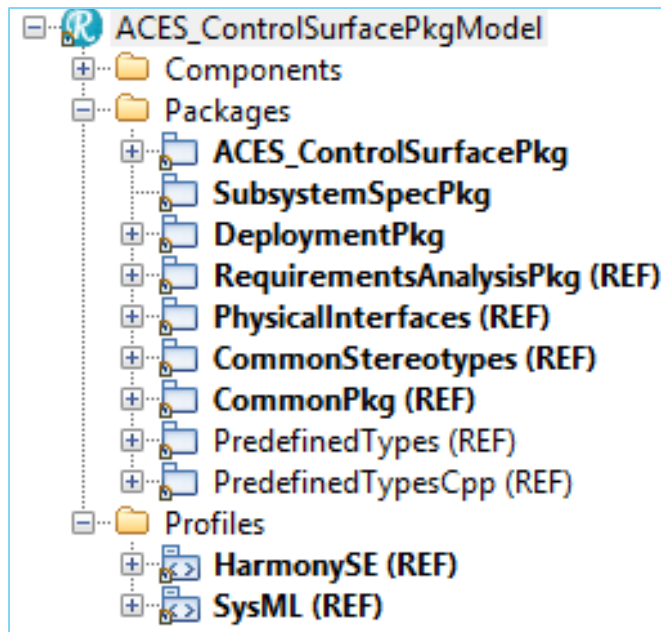 ACES_ControlSurfacePkgModel
Components
Packages
ACES_ControlSurfacePkg
SubsystemSpecPkg
DeploymentPkg
RequirementsAnalysisPkg (REF)
PhysicalInterfaces (REF)
CommonStereotypes (REF)
CommonPkg (REF)
PredefinedTypes (REF)
PredefinedTypesCpp (REF)
Profiles
HarmonySE (REF)
SysML (REF)